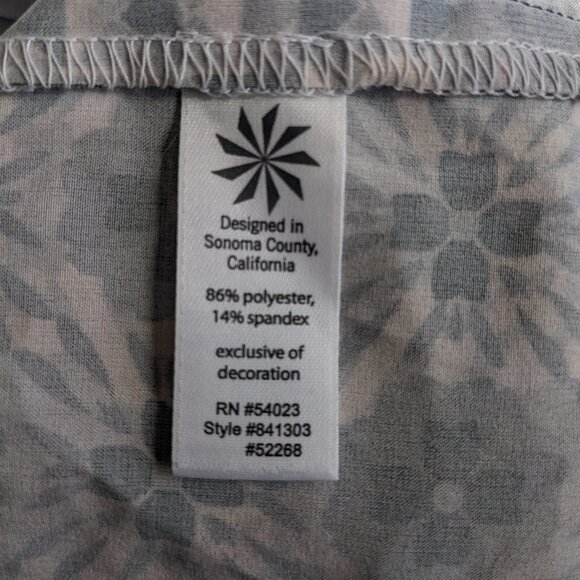 Designed in
Sonoma County,
California
86% polyester,
14% spandex
exclusive of
decoration
RN #54023
Style #841303
#52268